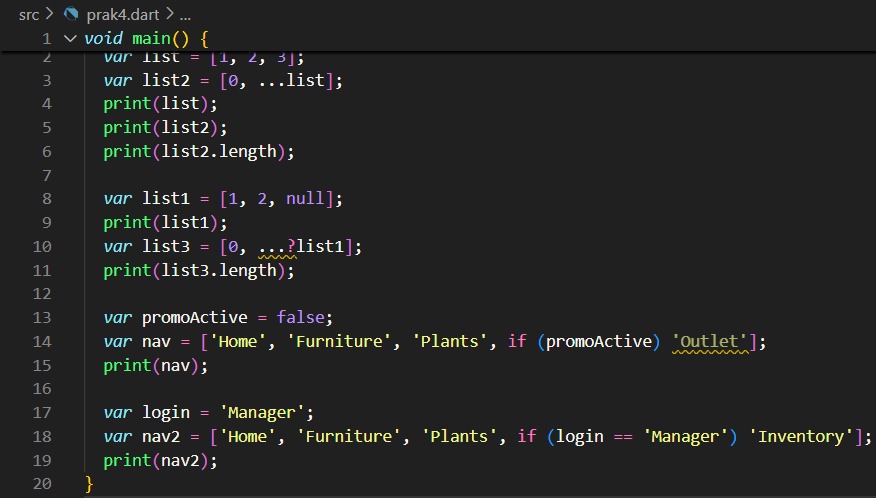 src > prak4.dart > ...
1 void main() {
2 var list = [1, 2, 3];
3 var list2 = [0, ...list];
4 print(list);
5 print(list2);
6 print(list2.length);
7
8 var list1 = [1, 2, null];
9 print(list1);
10 var list3 = [0, ...?list1];
11 print(list3.length);
12
13 var promoActive = false;
14 var nav = ['Home', 'Furniture', 'Plants', if (promoActive) 'Outlet'];
15 print(nav);
16
17 var login = 'Manager';
18 var nav2 = ['Home', 'Furniture', 'Plants', if (login == 'Manager') 'Inventory'];
19 print(nav2);
20 }